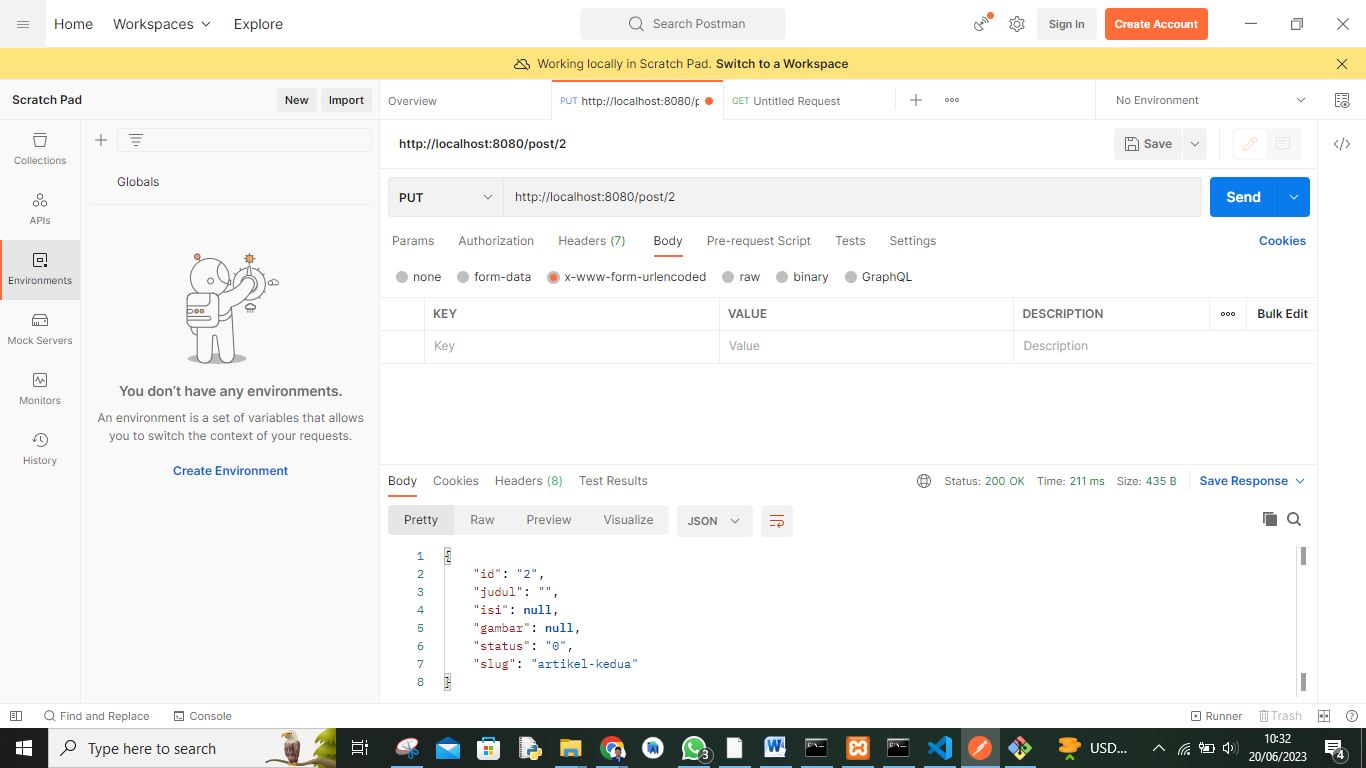 Home Workspaces Explore Search Postman Sign In Create Account
Working locally in Scratch Pad. Switch to a Workspace
Scratch Pad New Import Overview PUT http://localhost:8080/p GET Untitled Request No Environment
Collections
Globals
APIs
Environments
Mock Servers
Monitors
History
You don't have any environments.
An environment is a set of variables that allows
you to switch the context of your requests.
Create Environment
http://localhost:8080/post/2 Save
PUT http://localhost:8080/post/2 Send
Params Authorization Headers (7) Body Pre-request Script Tests Settings Cookies
none form-data x-www-form-urlencoded raw binary GraphQL
KEY VALUE DESCRIPTION Bulk Edit
Key Value Description
Body Cookies Headers (8) Test Results Status: 200 OK Time: 211 ms Size: 435 B Save Response
Pretty Raw Preview Visualize JSON
1 {
2 "id": "2",
3 "judul": "",
4 "isi": null,
5 "gambar": null,
6 "status": "0",
7 "slug": "artikel-kedua"
8 }
Find and Replace Console Runner Trash
Type here to search 3 USD... 10:32
20/06/2023 4